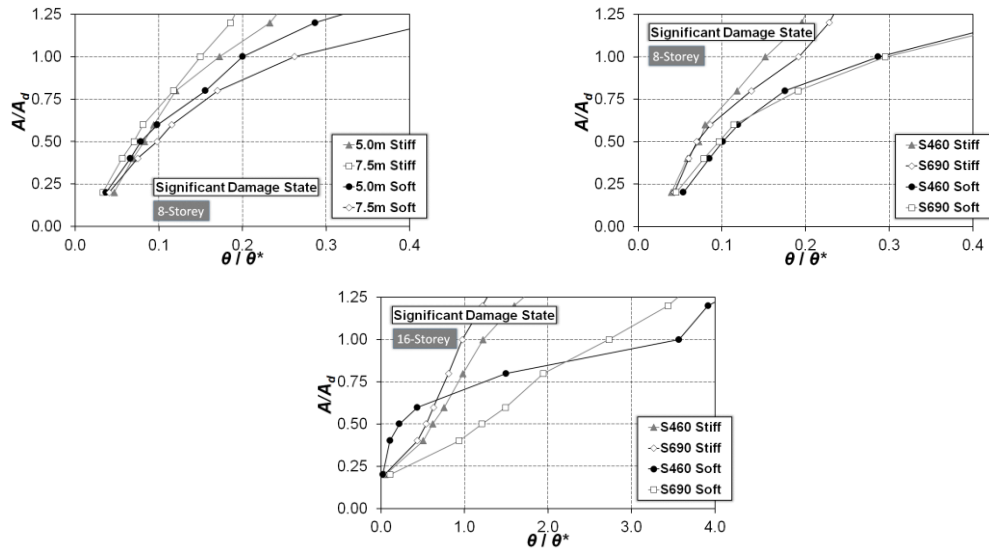 1.25
1.00
0.75
0.50
0.25
0.00
A/A_d
Significant Damage State
8-Storey
5.0m Stiff
7.5m Stiff
5.0m Soft
7.5m Soft
0.0 0.1 0.2 0.3 0.4
θ / θ*
1.25
1.00
0.75
0.50
0.25
0.00
A/A_d
Significant Damage State
8-Storey
S460 Stiff
S690 Stiff
S460 Soft
S690 Soft
0.0 0.1 0.2 0.3 0.4
θ / θ*
1.25
1.00
0.75
0.50
0.25
0.00
A/A_d
Significant Damage State
16-Storey
S460 Stiff
S690 Stiff
S460 Soft
S690 Soft
0.0 1.0 2.0 3.0 4.0
θ / θ*